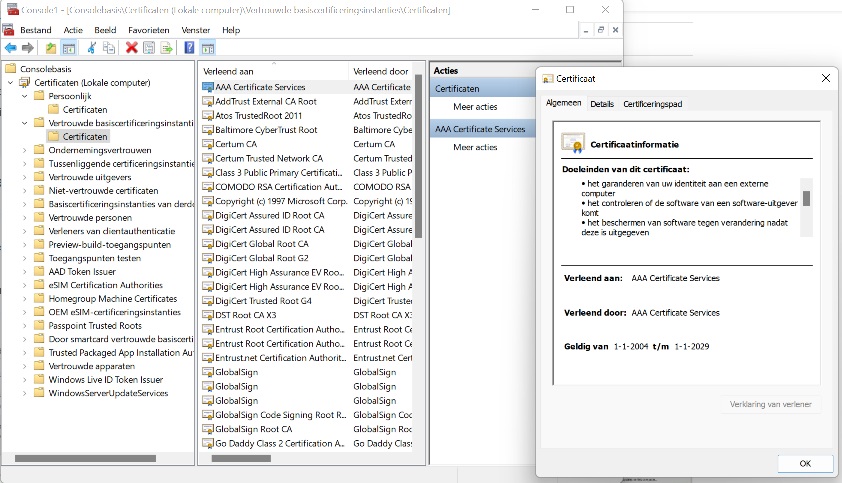 Console1 - [Consolebasis\Certificaten (Lokale computer)\Vertrouwde basiscertificeringsinstanties\Certificaten]
Bestand Actie Beeld Favorieten Venster Help
Consolebasis
Certificaten (Lokale computer)
Persoonlijk
Certificaten
Vertrouwde basiscertificeringsinstanti
Certificaten
Ondernemingsvertrouwen
Tussenliggende certificeringsinstantie
Vertrouwde uitgevers
Niet-vertrouwde certificaten
Basiscertificeringsinstanties van derde
Vertrouwde personen
Verleners van clientauthenticatie
Preview-build-toegangspunten
Toegangspunten testen
AAD Token Issuer
eSIM Certification Authorities
Homegroup Machine Certificates
OEM eSIM-certificeringsinstanties
Passpoint Trusted Roots
Door smartcard vertrouwde basiscerti
Trusted Packaged App Installation Au
Vertrouwde apparaten
Windows Live ID Token Issuer
WindowsServerUpdateServices
Verleend aan Verleend door
AAA Certificate Services AAA Certificate
AddTrust External CA Root AddTrust Exterr
Atos TrustedRoot 2011 Atos TrustedRo
Baltimore CyberTrust Root Baltimore Cybe
Certum CA Certum CA
Certum Trusted Network CA Certum Trusted
Class 3 Public Primary Certificati... Class 3 Public P
COMODO RSA Certification Aut... COMODO RSA C
Copyright (c) 1997 Microsoft Corp. Copyright (c) 19
DigiCert Assured ID Root CA DigiCert Assure
DigiCert Assured ID Root CA DigiCert Assure
DigiCert Global Root CA DigiCert Global
DigiCert Global Root G2 DigiCert Global
DigiCert High Assurance EV Roo... DigiCert High A
DigiCert High Assurance EV Roo... DigiCert High A
DigiCert Trusted Root G4 DigiCert Trusted
DST Root CA X3 DST Root CA X3
Entrust Root Certification Autho... Entrust Root Ce
Entrust Root Certification Autho... Entrust Root Ce
Entrust.net Certification Authorit... Entrust.net Cert
GlobalSign GlobalSign
GlobalSign GlobalSign
GlobalSign GlobalSign
GlobalSign Code Signing Root R... GlobalSign Coc
GlobalSign Root CA GlobalSign Roo
Go Daddy Class 2 Certification A... Go Daddy Class
Acties
Certificaten
Meer acties
AAA Certificate Services
Meer acties
Certificaat
Algemeen Details Certificeringspad
Certificaatinformatie
Doeleinden van dit certificaat:
• het garanderen van uw identiteit aan een externe
computer
• het controleren of de software van een software-uitgever
komt
• het beschermen van software tegen verandering nadat
deze is uitgegeven
Verleend aan: AAA Certificate Services
Verleend door: AAA Certificate Services
Geldig van 1-1-2004 t/m 1-1-2029
Verklaring van verlener
OK